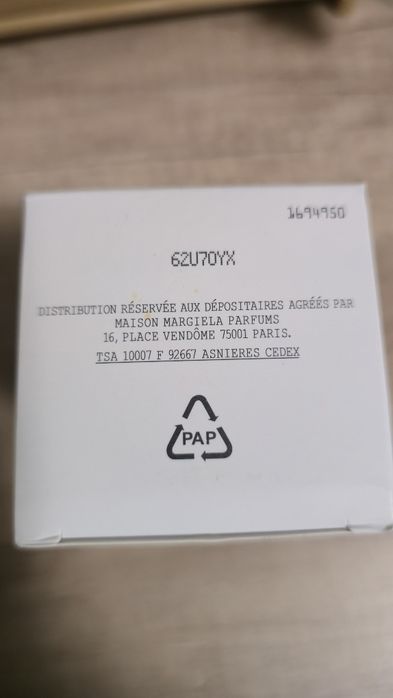 1694950
62U70YX
DISTRIBUTION RÉSERVÉE AUX DÉPOSITAIRES AGRÉÉS PAR
MAISON MARGIELA PARFUMS
16, PLACE VENDÔME 75001 PARIS.
TSA 10007 F 92667 ASNIERES CEDEX
PAP